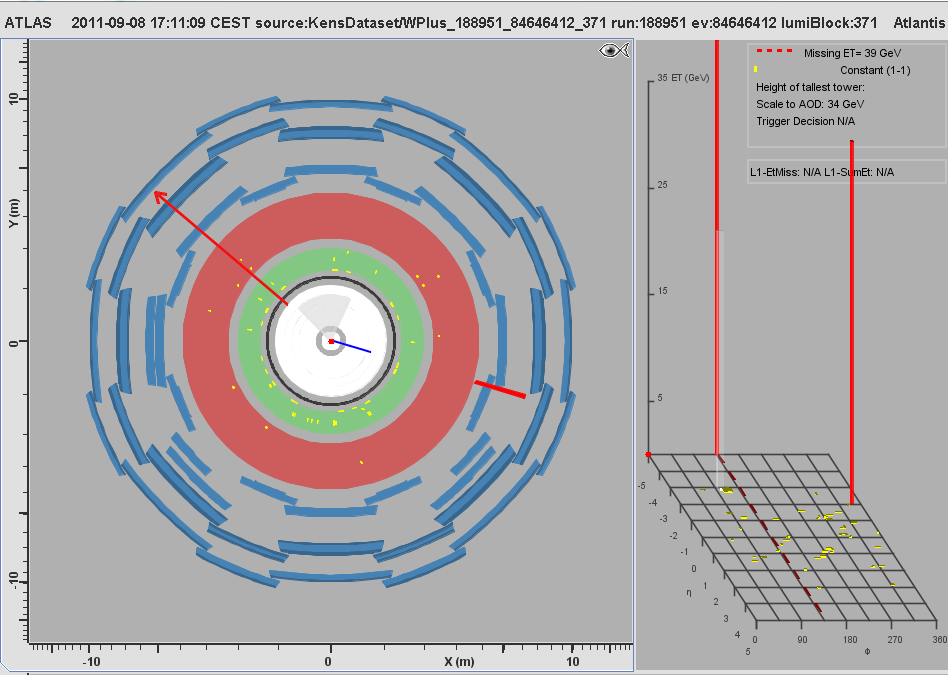 ATLAS 2011-09-08 17:11:09 CEST source:KensDataset/WPlus_188951_84646412_371 run:188951 ev:84646412 lumiBlock:371 Atlantis
Missing ET= 39 GeV
Constant (1-1)
Height of tallest tower:
Scale to AOD: 34 GeV
Trigger Decision N/A
L1-EtMiss: N/A L1-SumEt: N/A
35 ET (GeV)
25
15
5
10
Y (m)
0
-10
-10 0 X (m) 10
-5
-4
-3
-2
-1
0
η
1
2
3
4
5
0 90 180 270 360
Φ